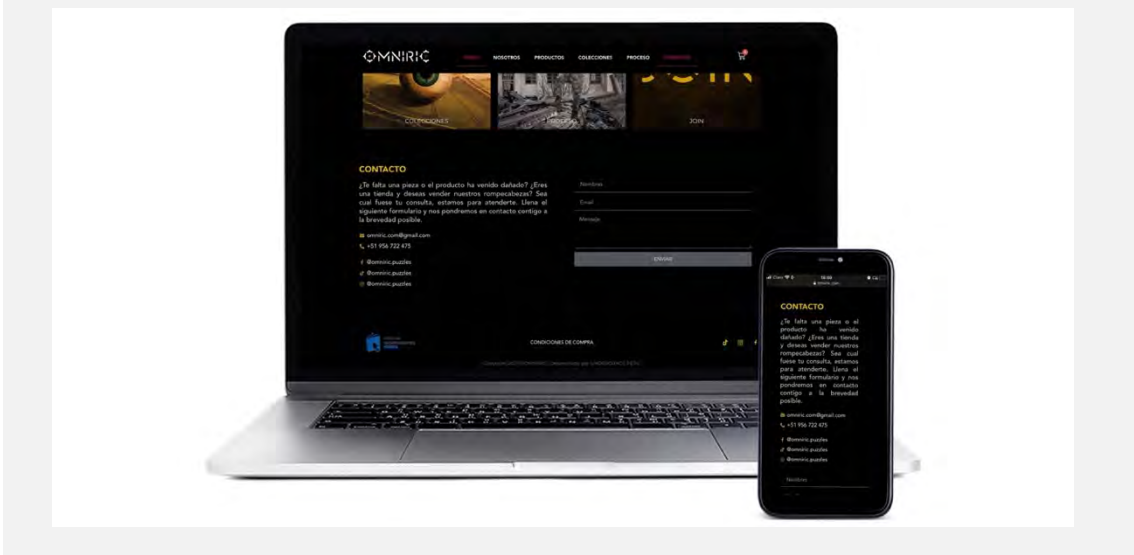 OMNIRIC
NOSOTROS PRODUCTOS COLECCIONES PROCESO
COLECCIONES
JOIN
JOIN
CONTACTO
¿Te falta una pieza o el producto ha venido dañado? ¿Eres
una tienda y deseas vender nuestros rompecabezas? Sea
cual fuese tu consulta, estamos para atenderte. Llena el
siguiente formulario y nos pondremos en contacto contigo a
la brevedad posible.
omniric.com@gmail.com
+51 956 722 475
@omniric.puzzles
@omniric.puzzles
@omniric.puzzles
Nombres
Email
Mensaje
ENVIAR
CONDICIONES DE COMPRA
CONTACTO
¿Te falta una pieza o el
producto ha venido
dañado? ¿Eres una tienda
y deseas vender nuestros
rompecabezas? Sea cual
fuese tu consulta, estamos
para atenderte. Llena el
siguiente formulario y nos
pondremos en contacto
contigo a la brevedad
posible.
omniric.com@gmail.com
+51 956 722 475
@omniric.puzzles
@omniric.puzzles
@omniric.puzzles
Nombres